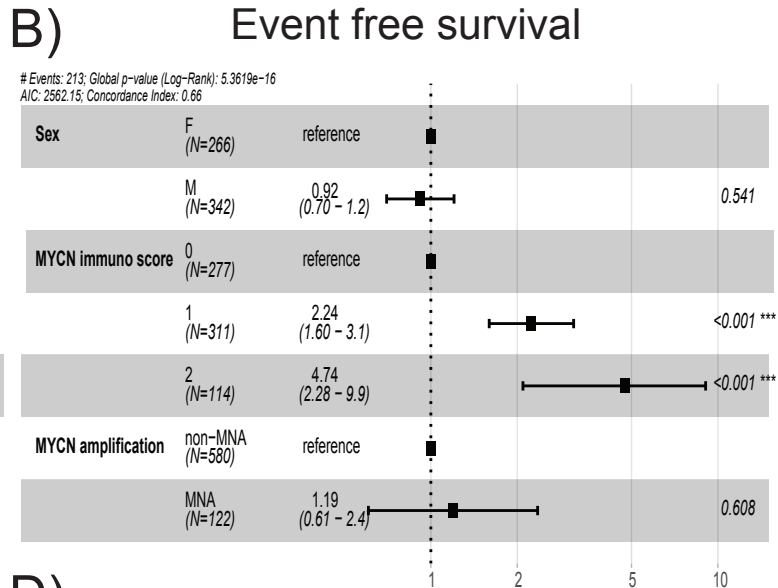 B) Event free survival
# Events: 213; Global p−value (Log−Rank): 5.3619e−16
AIC: 2562.15; Concordance Index: 0.66
Sex F reference
(N=266)
M 0.92 0.541
(N=342) (0.70 − 1.2)
MYCN immuno score 0 reference
(N=277)
1 2.24 <0.001 ***
(N=311) (1.60 − 3.1)
2 4.74 <0.001 ***
(N=114) (2.28 − 9.9)
MYCN amplification non−MNA reference
(N=580)
MNA 1.19 0.608
(N=122) (0.61 − 2.4)
1 2 5 10